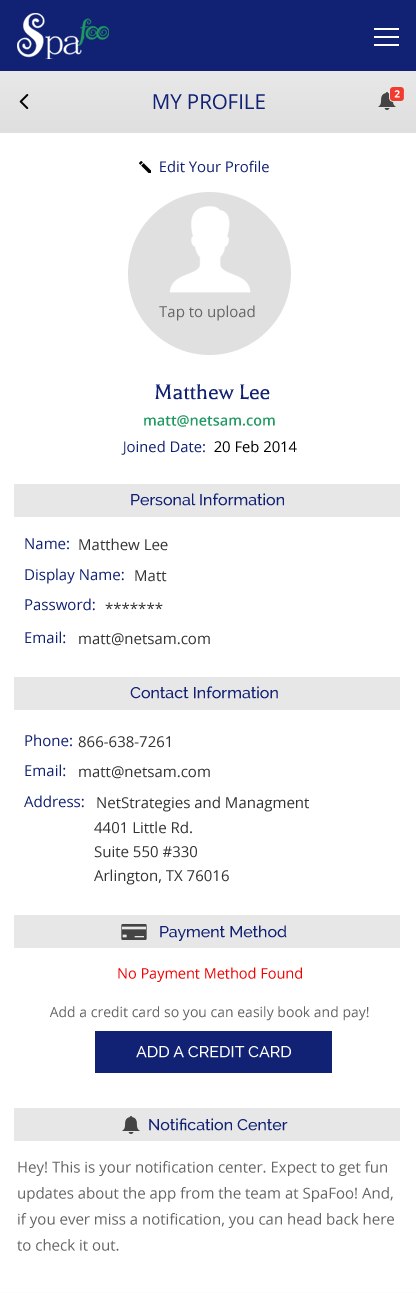 Spafoo
MY PROFILE
2
Edit Your Profile
Tap to upload
Matthew Lee
matt@netsam.com
Joined Date: 20 Feb 2014
Personal Information
Name: Matthew Lee
Display Name: Matt
Password: *******
Email: matt@netsam.com
Contact Information
Phone: 866-638-7261
Email: matt@netsam.com
Address: NetStrategies and Managment
4401 Little Rd.
Suite 550 #330
Arlington, TX 76016
Payment Method
No Payment Method Found
Add a credit card so you can easily book and pay!
ADD A CREDIT CARD
Notification Center
Hey! This is your notification center. Expect to get fun
updates about the app from the team at SpaFoo! And,
if you ever miss a notification, you can head back here
to check it out.